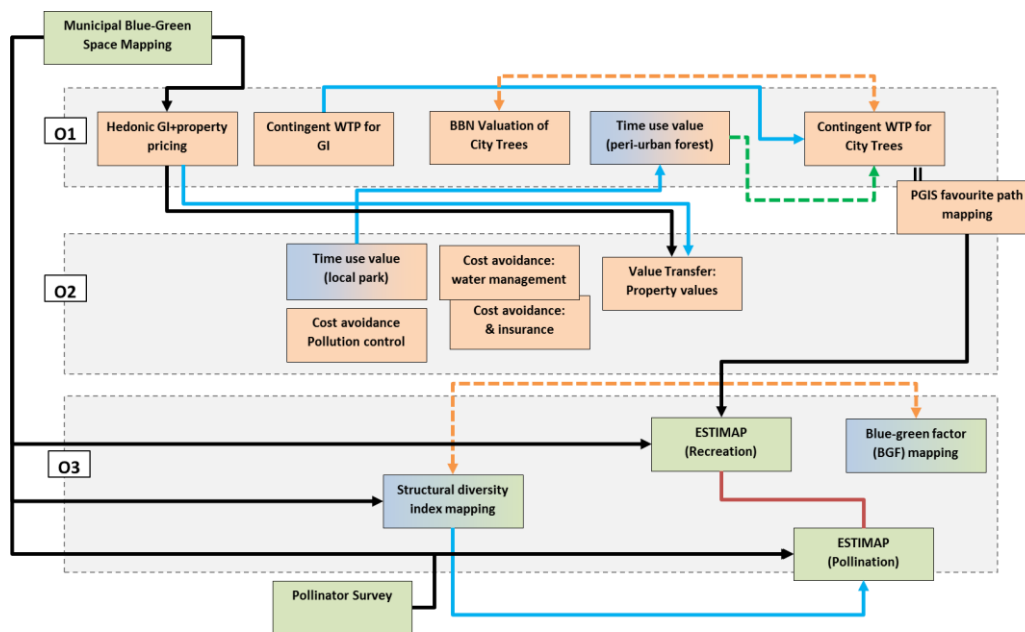 Municipal Blue-Green
Space Mapping
O1
Hedonic GI+property
pricing
Contingent WTP for
GI
BBN Valuation of
City Trees
Time use value
(peri-urban forest)
Contingent WTP for
City Trees
PGIS favourite path
mapping
O2
Time use value
(local park)
Cost avoidance:
water management
Value Transfer:
Property values
Cost avoidance
Pollution control
Cost avoidance:
& insurance
O3
ESTIMAP
(Recreation)
Blue-green factor
(BGF) mapping
Structural diversity
index mapping
ESTIMAP
(Pollination)
Pollinator Survey